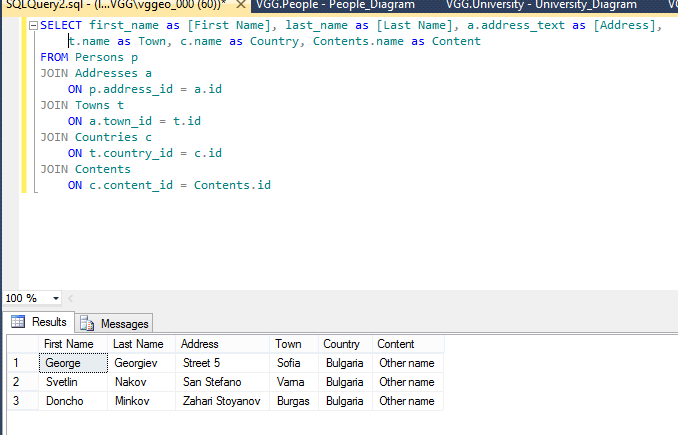 SQLQuery2.sql - (l...VGG\vggeo_000 (60))* VGG.People - People_Diagram VGG.University - University_Diagram VG
SELECT first_name as [First Name], last_name as [Last Name], a.address_text as [Address],
t.name as Town, c.name as Country, Contents.name as Content
FROM Persons p
JOIN Addresses a
ON p.address_id = a.id
JOIN Towns t
ON a.town_id = t.id
JOIN Countries c
ON t.country_id = c.id
JOIN Contents
ON c.content_id = Contents.id
100 %
Results Messages
First Name Last Name Address Town Country Content
1 George Georgiev Street 5 Sofia Bulgaria Other name
2 Svetlin Nakov San Stefano Varna Bulgaria Other name
3 Doncho Minkov Zahari Stoyanov Burgas Bulgaria Other name